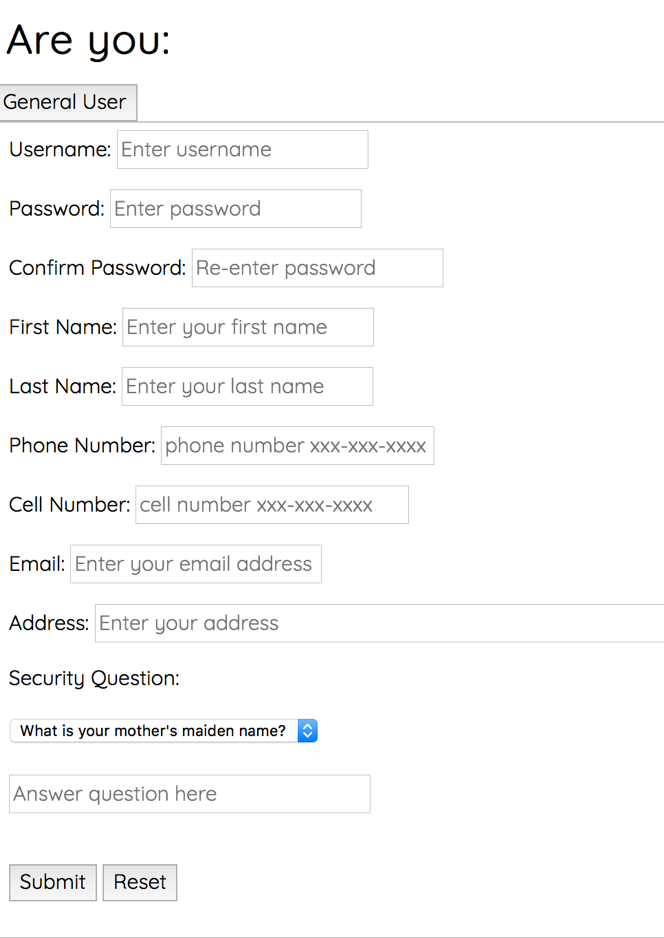 Are you:
General User
Username: Enter username
Password: Enter password
Confirm Password: Re-enter password
First Name: Enter your first name
Last Name: Enter your last name
Phone Number: phone number xxx-xxx-xxxx
Cell Number: cell number xxx-xxx-xxxx
Email: Enter your email address
Address: Enter your address
Security Question:
What is your mother's maiden name?
Answer question here
Submit Reset